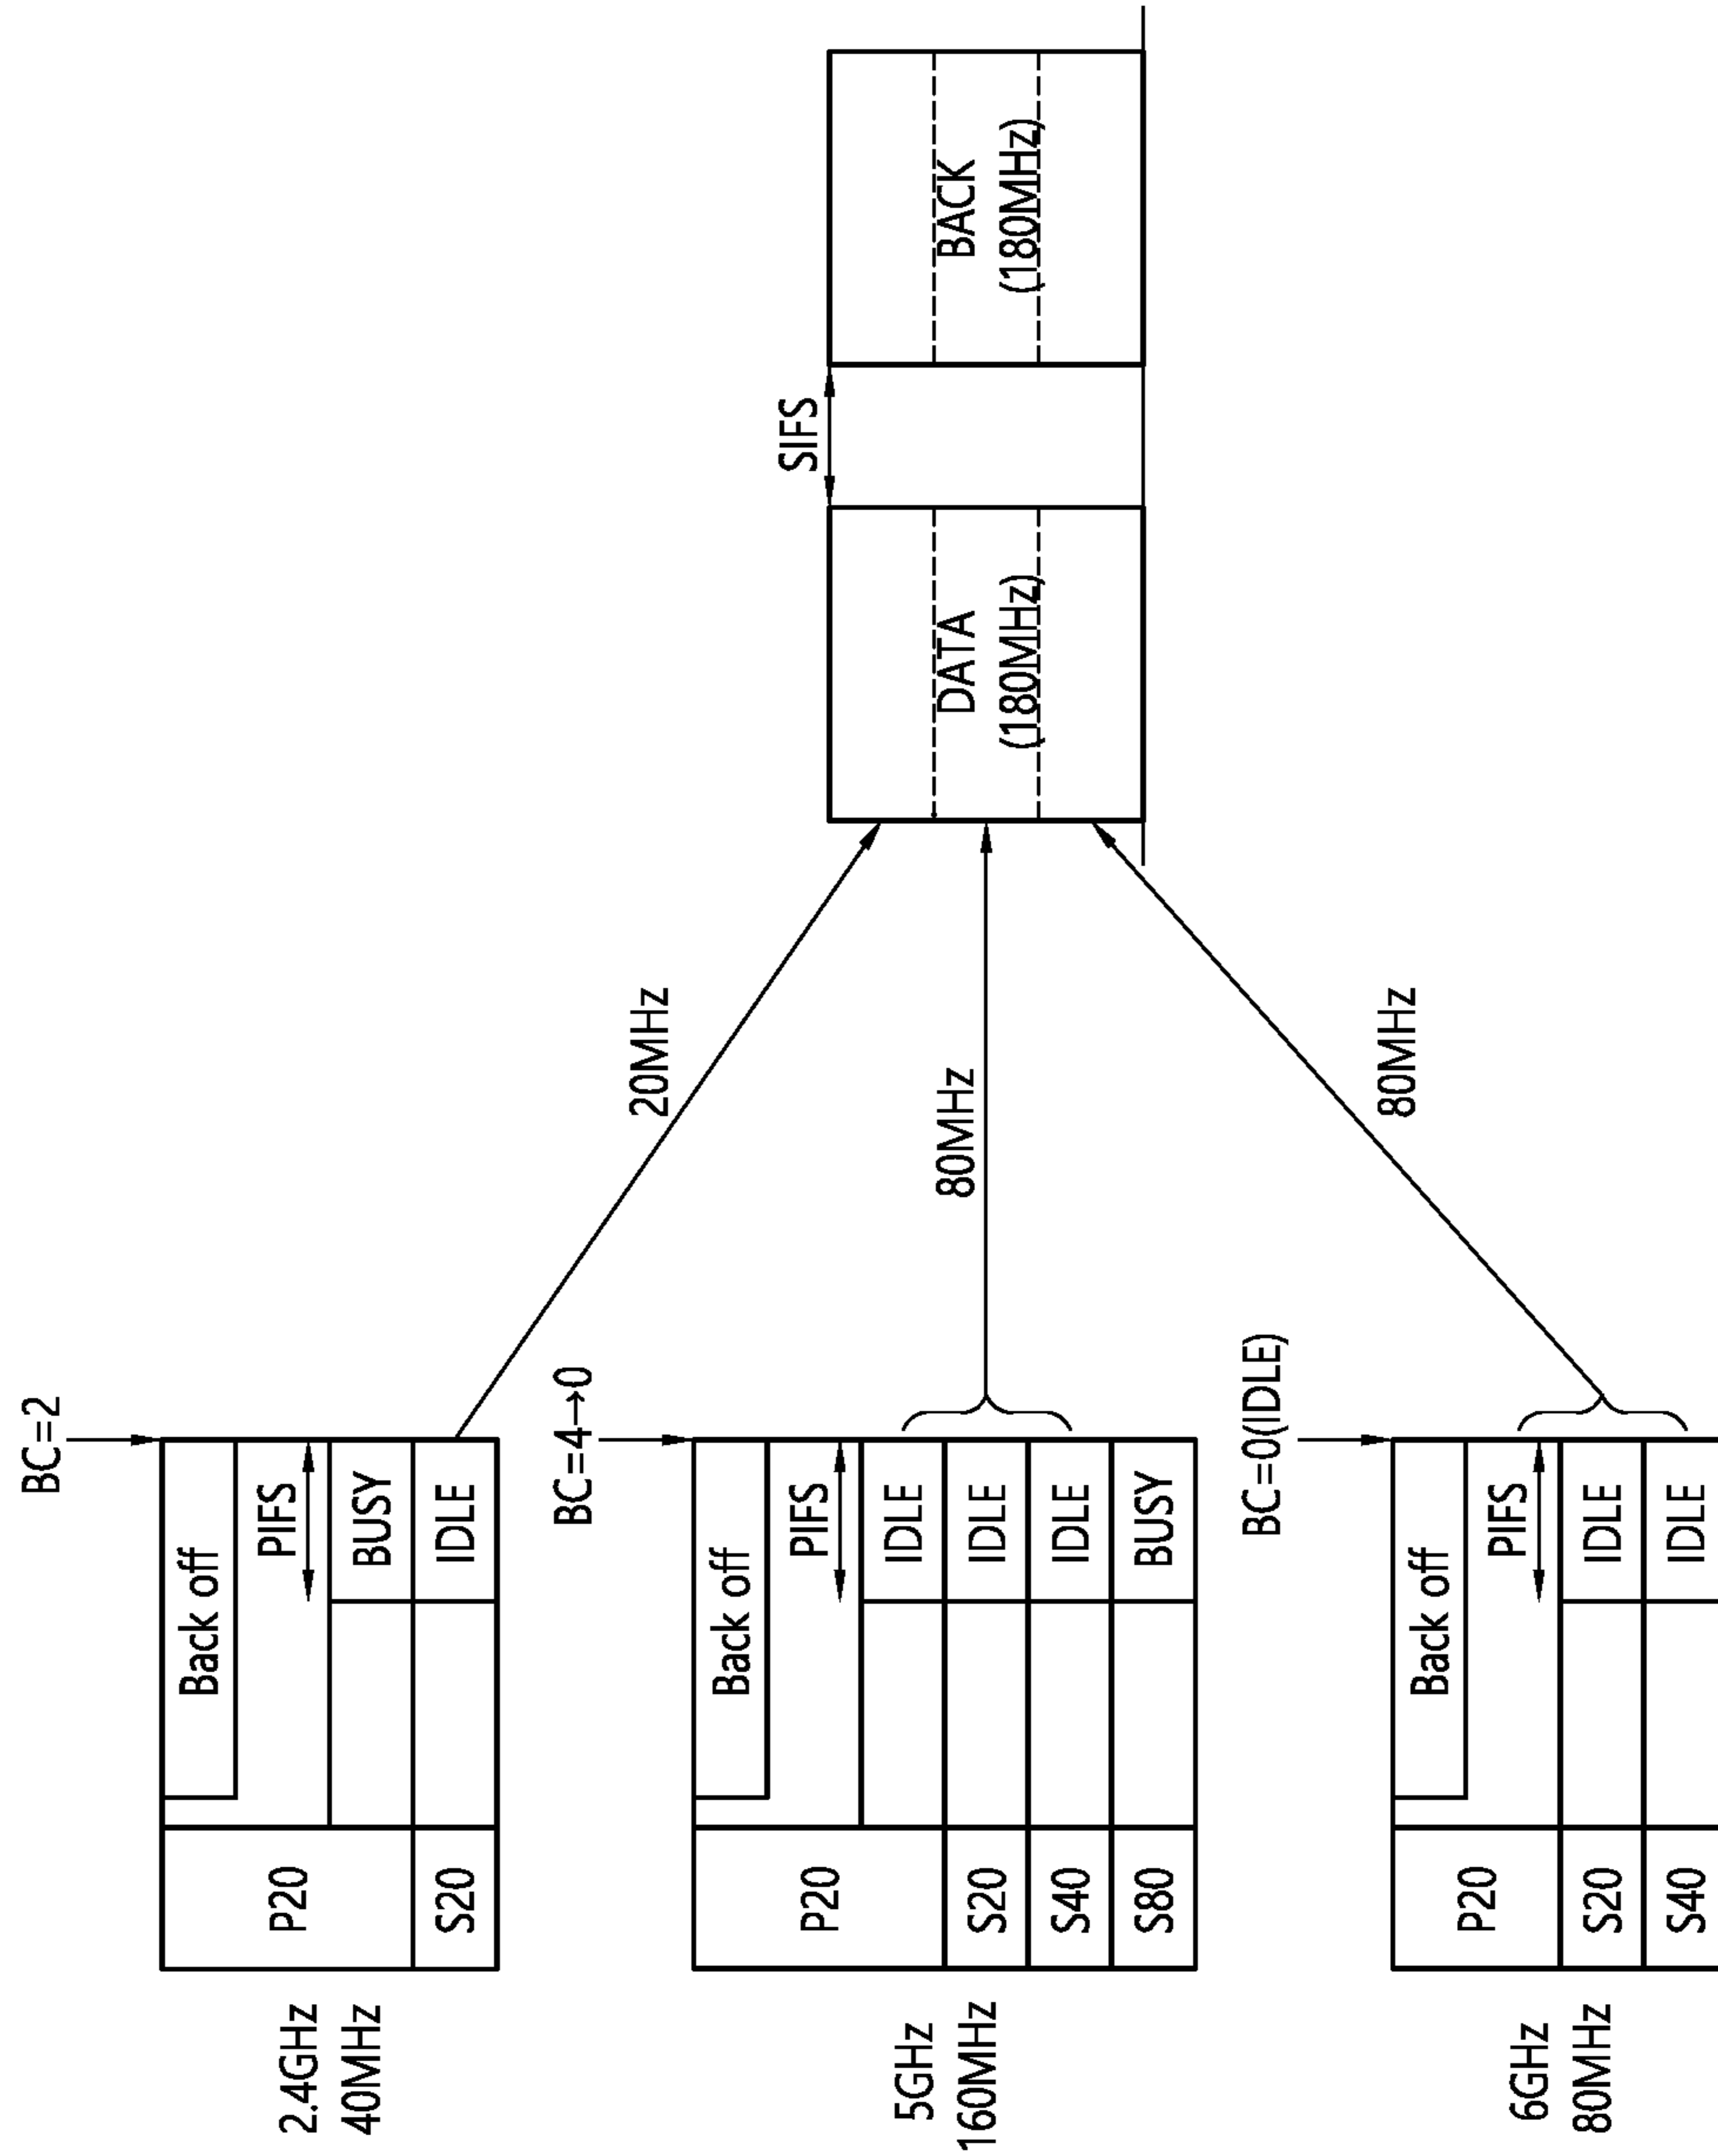 BC=2
2.4GHz
40MHz
P20
Back off
PIFS
BUSY
S20
IDLE
20MHz
BC=4→0
5GHz
160MHz
P20
Back off
PIFS
IDLE
S20
IDLE
S40
IDLE
S80
BUSY
80MHz
BC=0(IDLE)
6GHz
80MHz
P20
Back off
PIFS
S20
IDLE
S40
IDLE
80MHz
DATA
(180MHz)
SIFS
BACK
(180MHz)